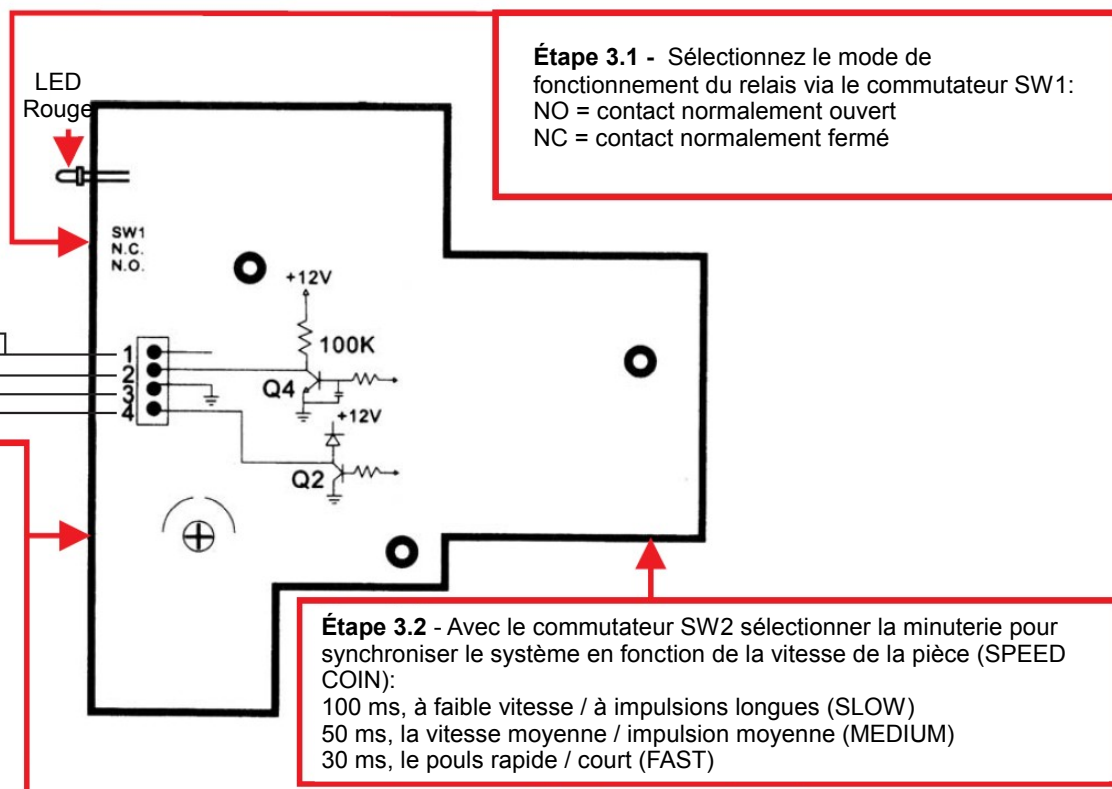 Étape 3.1 - Sélectionnez le mode de
fonctionnement du relais via le commutateur SW1:
NO = contact normalement ouvert
NC = contact normalement fermé
LED
Rouge
SW1
N.C.
N.O.
+12V
100K
1
2
3
4
Q4
+12V
Q2
Étape 3.2 - Avec le commutateur SW2 sélectionner la minuterie pour
synchroniser le système en fonction de la vitesse de la pièce (SPEED
COIN):
100 ms, à faible vitesse / à impulsions longues (SLOW)
50 ms, la vitesse moyenne / impulsion moyenne (MEDIUM)
30 ms, le pouls rapide / court (FAST)